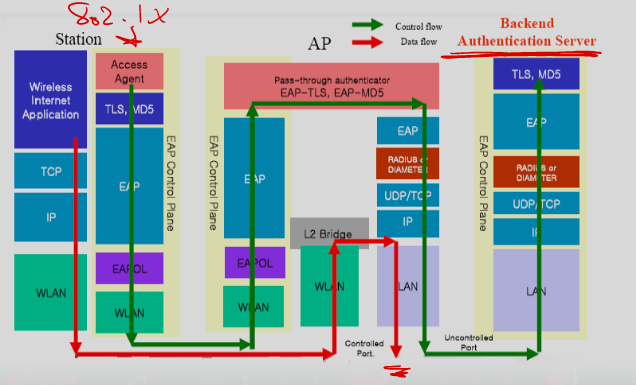 802.1x
Station
AP
Control flow
Data flow
Backend
Authentication Server
Wireless
Internet
Application
TCP
IP
WLAN
Access
Agent
TLS, MD5
EAP
EAPOL
WLAN
EAP Control Plane
EAP Control Plane
Pass-through authenticator
EAP-TLS, EAP-MD5
EAP
EAPOL
WLAN
L2 Bridge
WLAN
EAP
RADIUS or
DIAMETER
UDP/TCP
IP
LAN
Controlled
Port.
Uncontrolled
Port
EAP Control Plane
TLS, MD5
EAP
RADIUS or
DIAMETER
UDP/TCP
IP
LAN